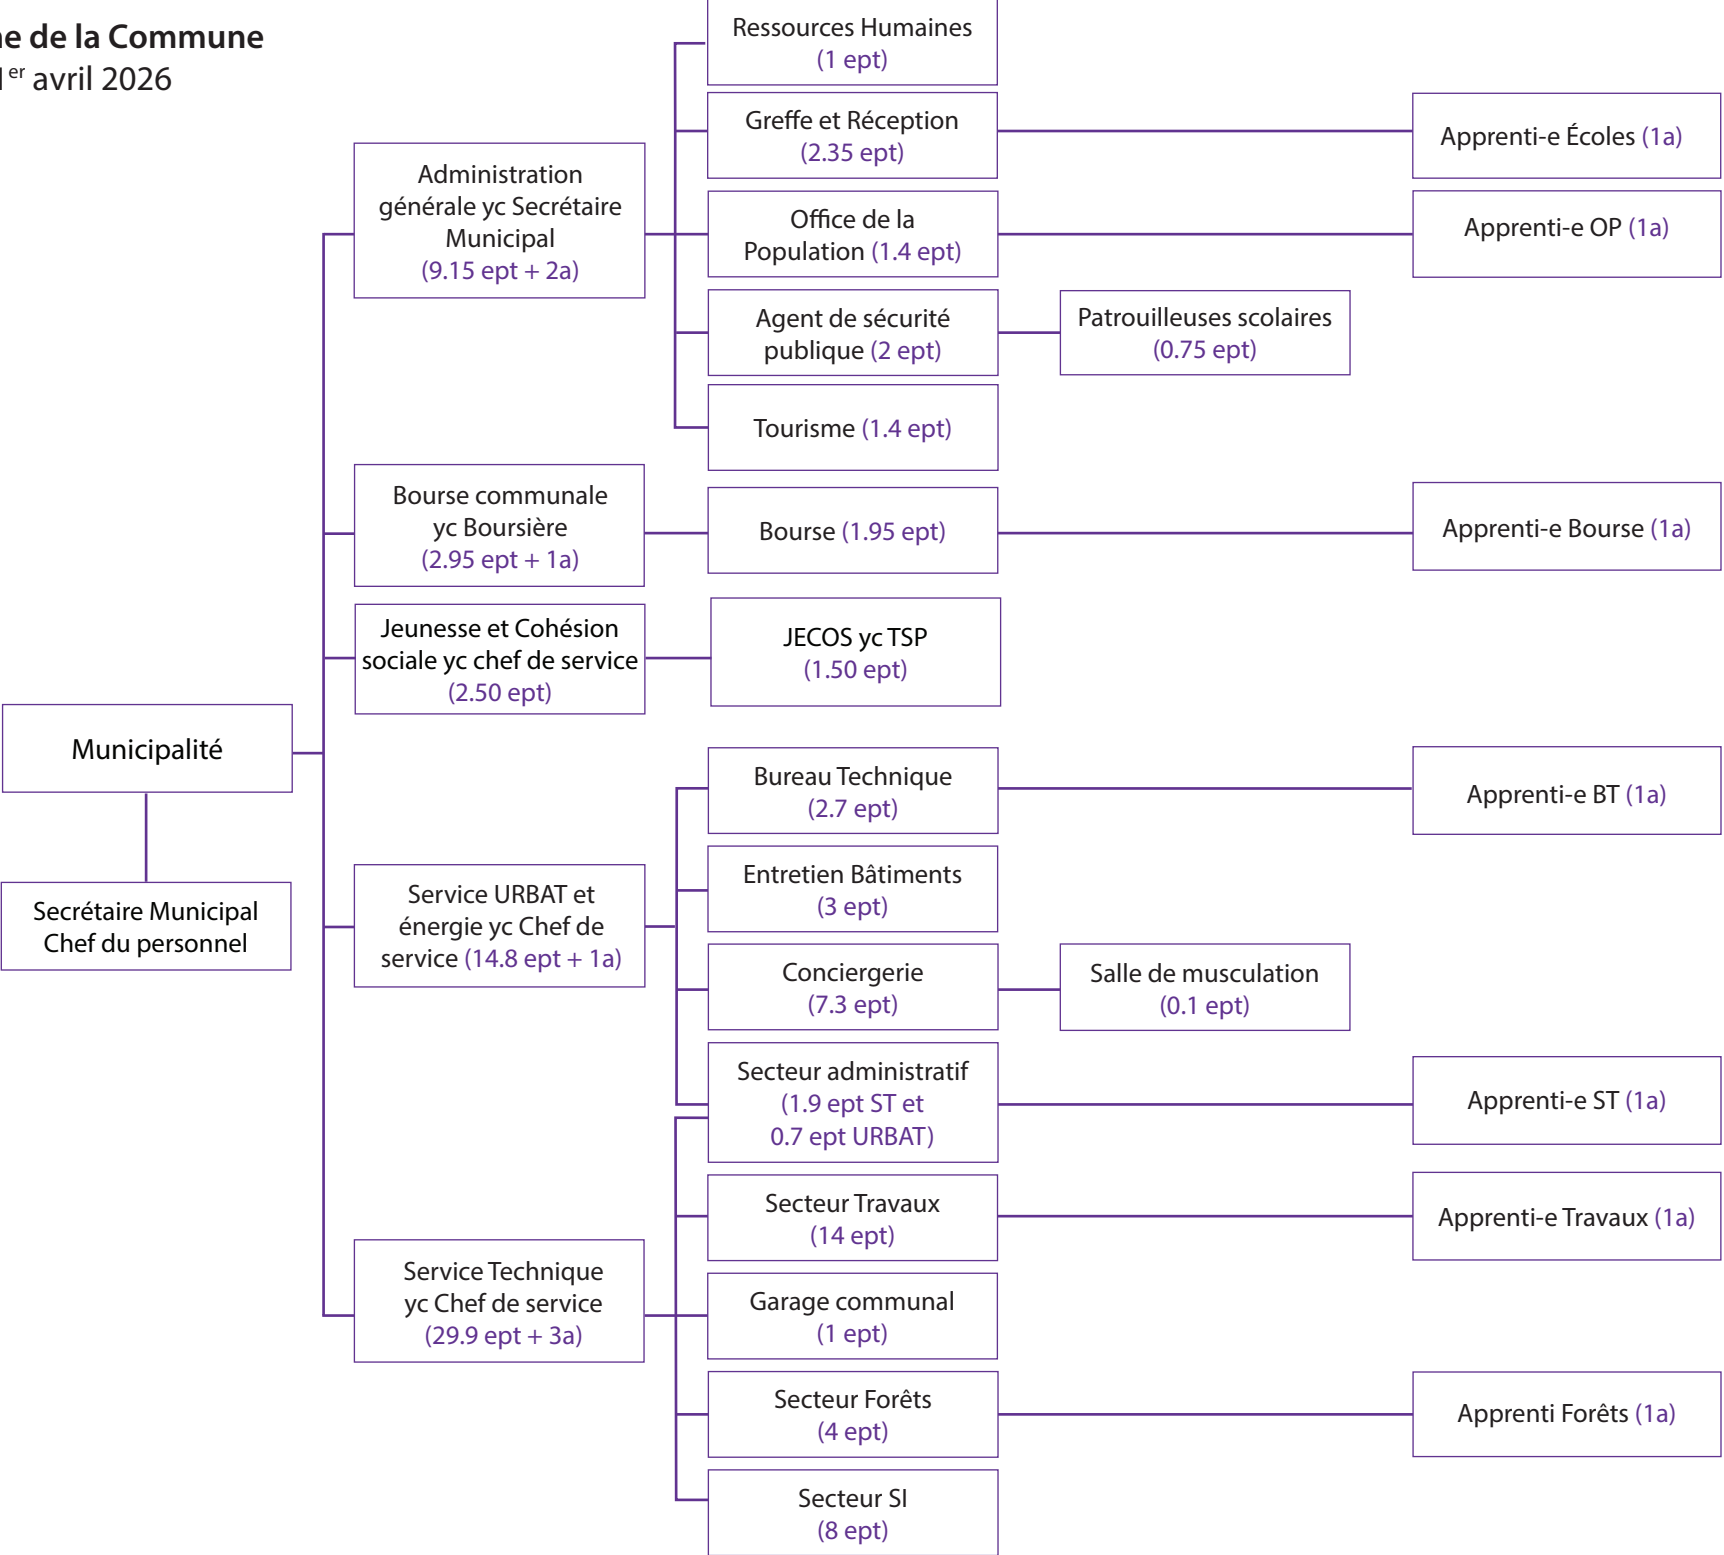 de la Commune
er avril 2026
Ressources Humaines
(1 ept)
Greffe et Réception
(2.35 ept)
Apprenti-e Écoles (1a)
Administration
générale yc Secrétaire
Municipal
(9.15 ept + 2a)
Office de la
Population (1.4 ept)
Apprenti-e OP (1a)
Agent de sécurité
publique (2 ept)
Patrouilleuses scolaires
(0.75 ept)
Tourisme (1.4 ept)
Bourse communale
yc Boursière
(2.95 ept + 1a)
Bourse (1.95 ept)
Apprenti-e Bourse (1a)
Jeunesse et Cohésion
sociale yc chef de service
(2.50 ept)
JECOS yc TSP
(1.50 ept)
Municipalité
Secrétaire Municipal
Chef du personnel
Bureau Technique
(2.7 ept)
Apprenti-e BT (1a)
Service URBAT et
énergie yc Chef de
service (14.8 ept + 1a)
Entretien Bâtiments
(3 ept)
Conciergerie
(7.3 ept)
Salle de musculation
(0.1 ept)
Secteur administratif
(1.9 ept ST et
0.7 ept URBAT)
Apprenti-e ST (1a)
Secteur Travaux
(14 ept)
Apprenti-e Travaux (1a)
Service Technique
yc Chef de service
(29.9 ept + 3a)
Garage communal
(1 ept)
Secteur Forêts
(4 ept)
Apprenti Forêts (1a)
Secteur SI
(8 ept)